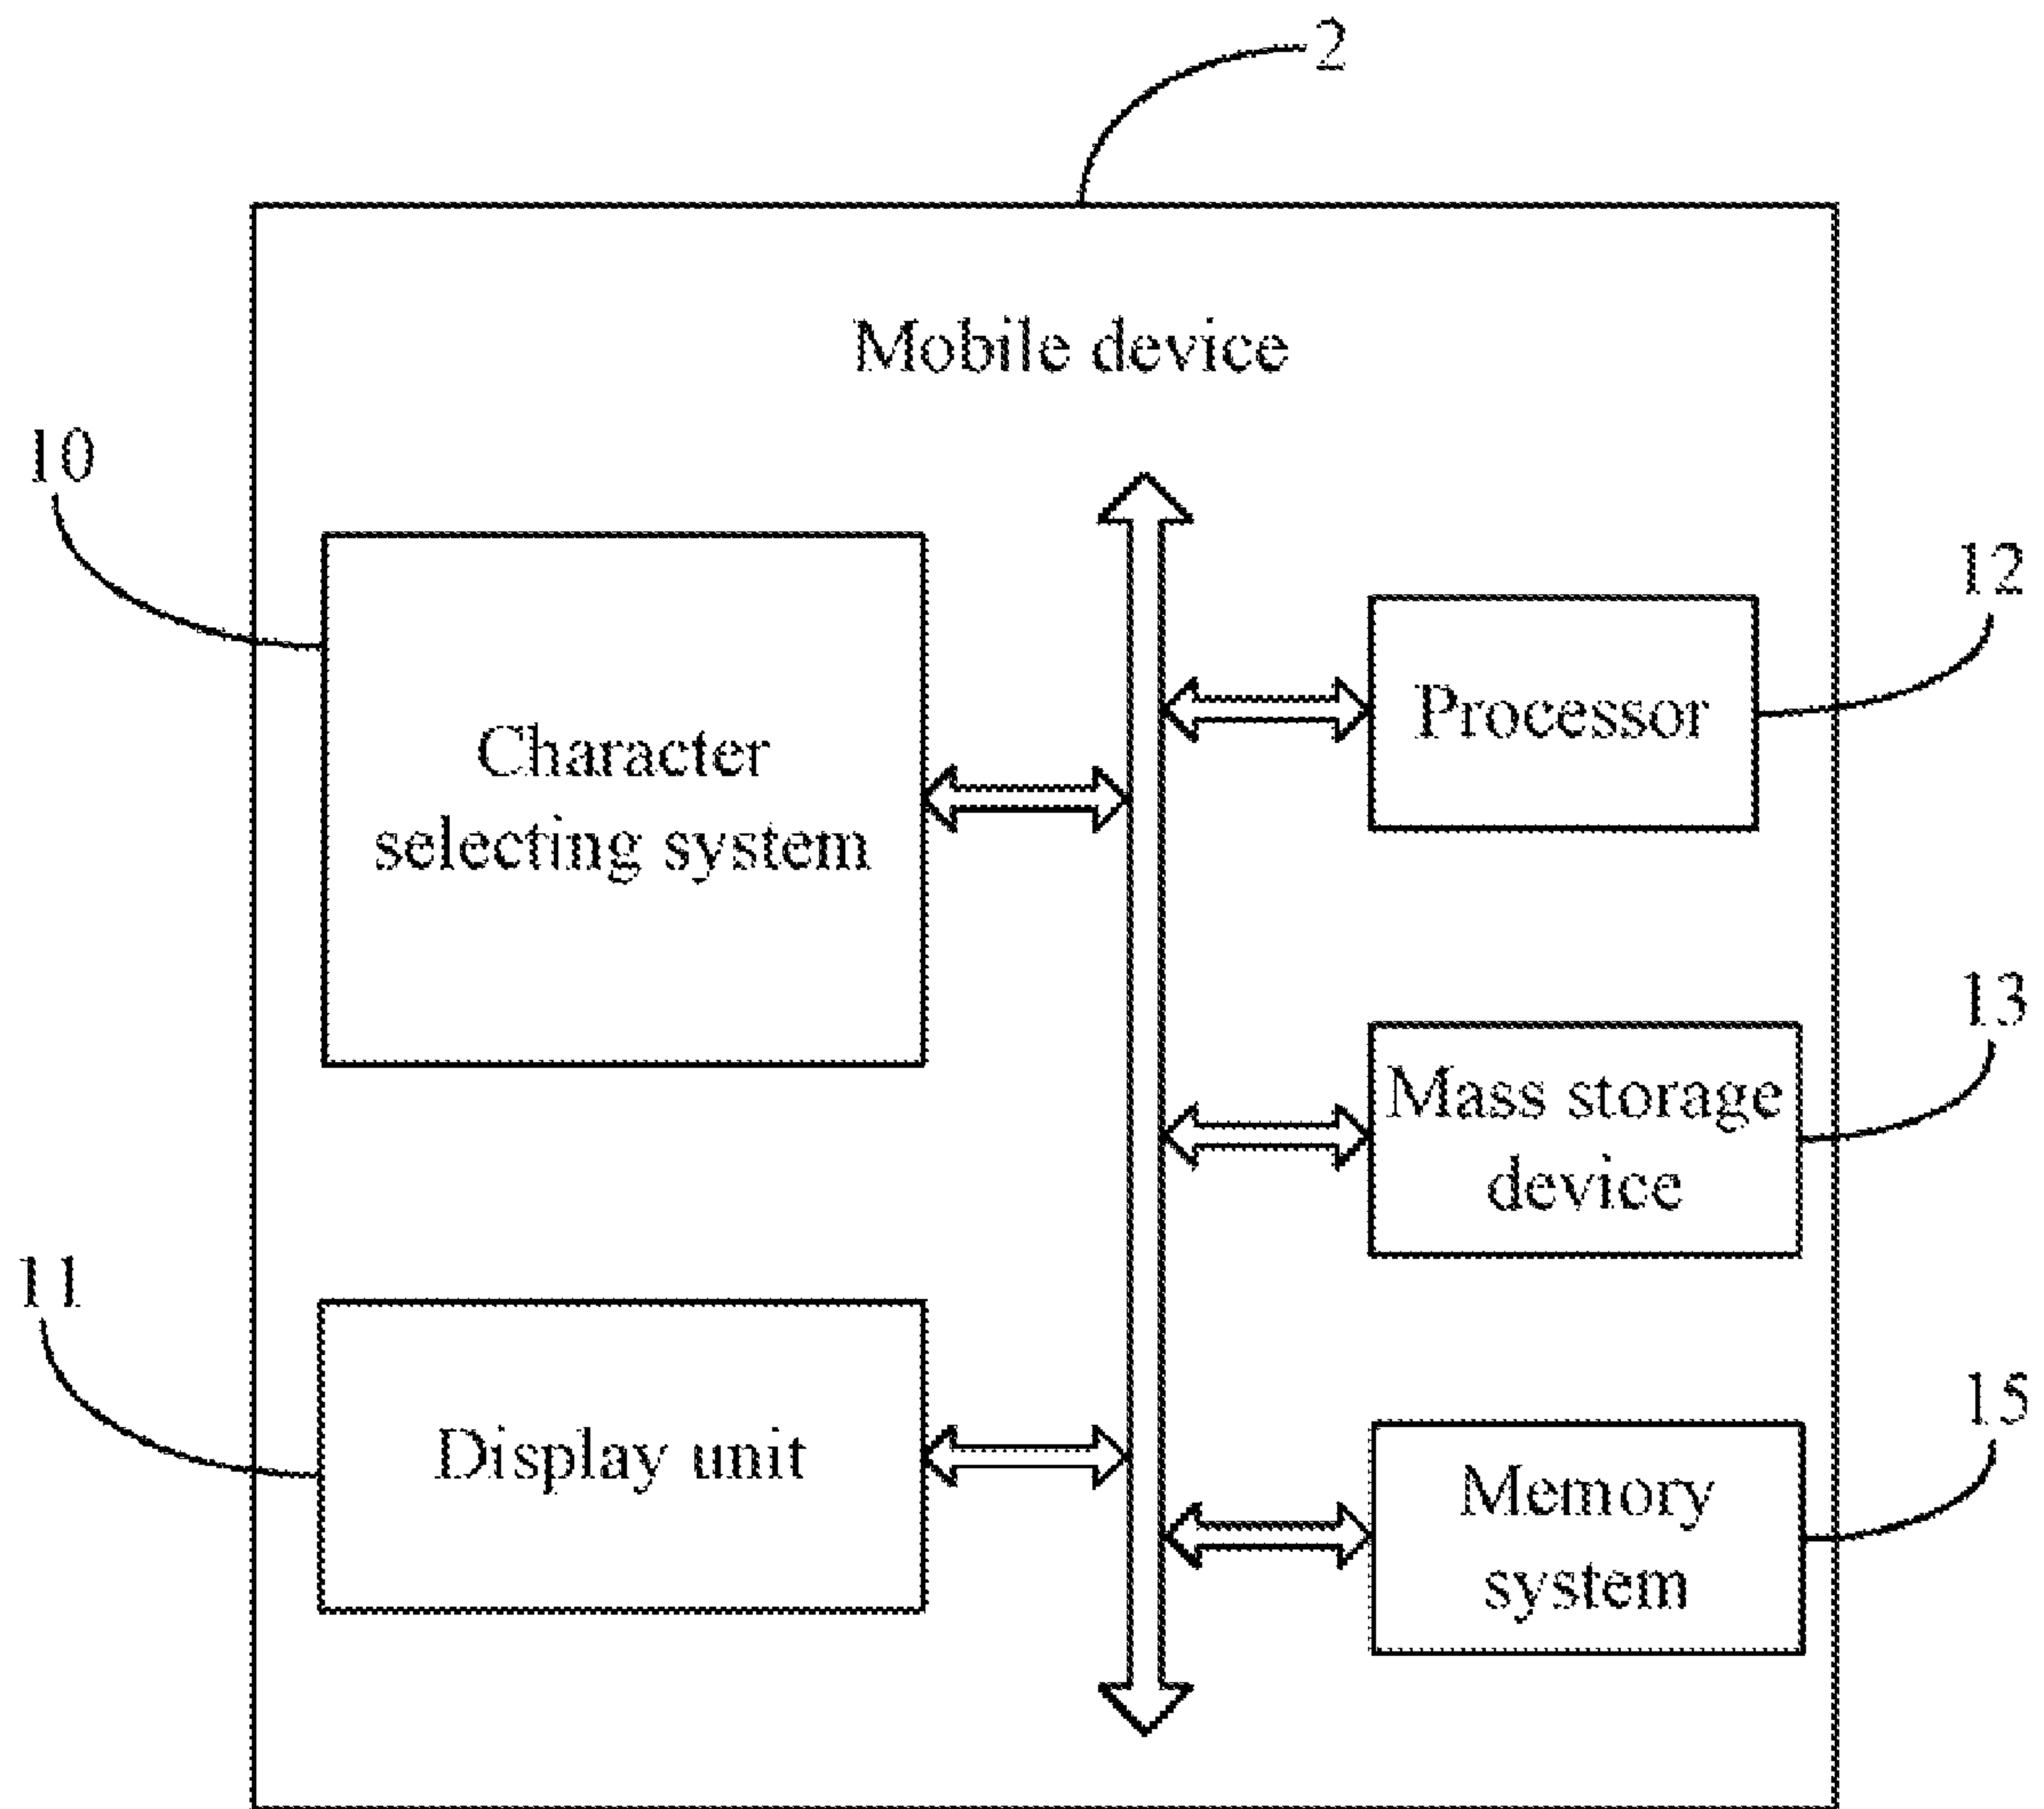 2
Mobile device
10
12
Character
selecting system
Processor
13
Mass storage
device
11
15
Display unit
Memory
system